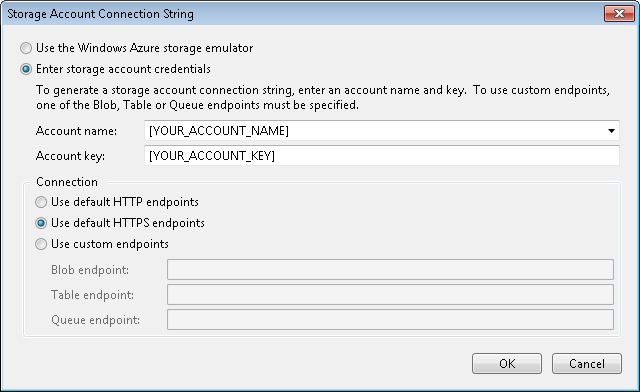 Storage Account Connection String
Use the Windows Azure storage emulator
Enter storage account credentials
To generate a storage account connection string, enter an account name and key. To use custom endpoints,
one of the Blob, Table or Queue endpoints must be specified.
Account name: [YOUR_ACCOUNT_NAME]
Account key: [YOUR_ACCOUNT_KEY]
Connection
Use default HTTP endpoints
Use default HTTPS endpoints
Use custom endpoints
Blob endpoint:
Table endpoint:
Queue endpoint:
OK Cancel